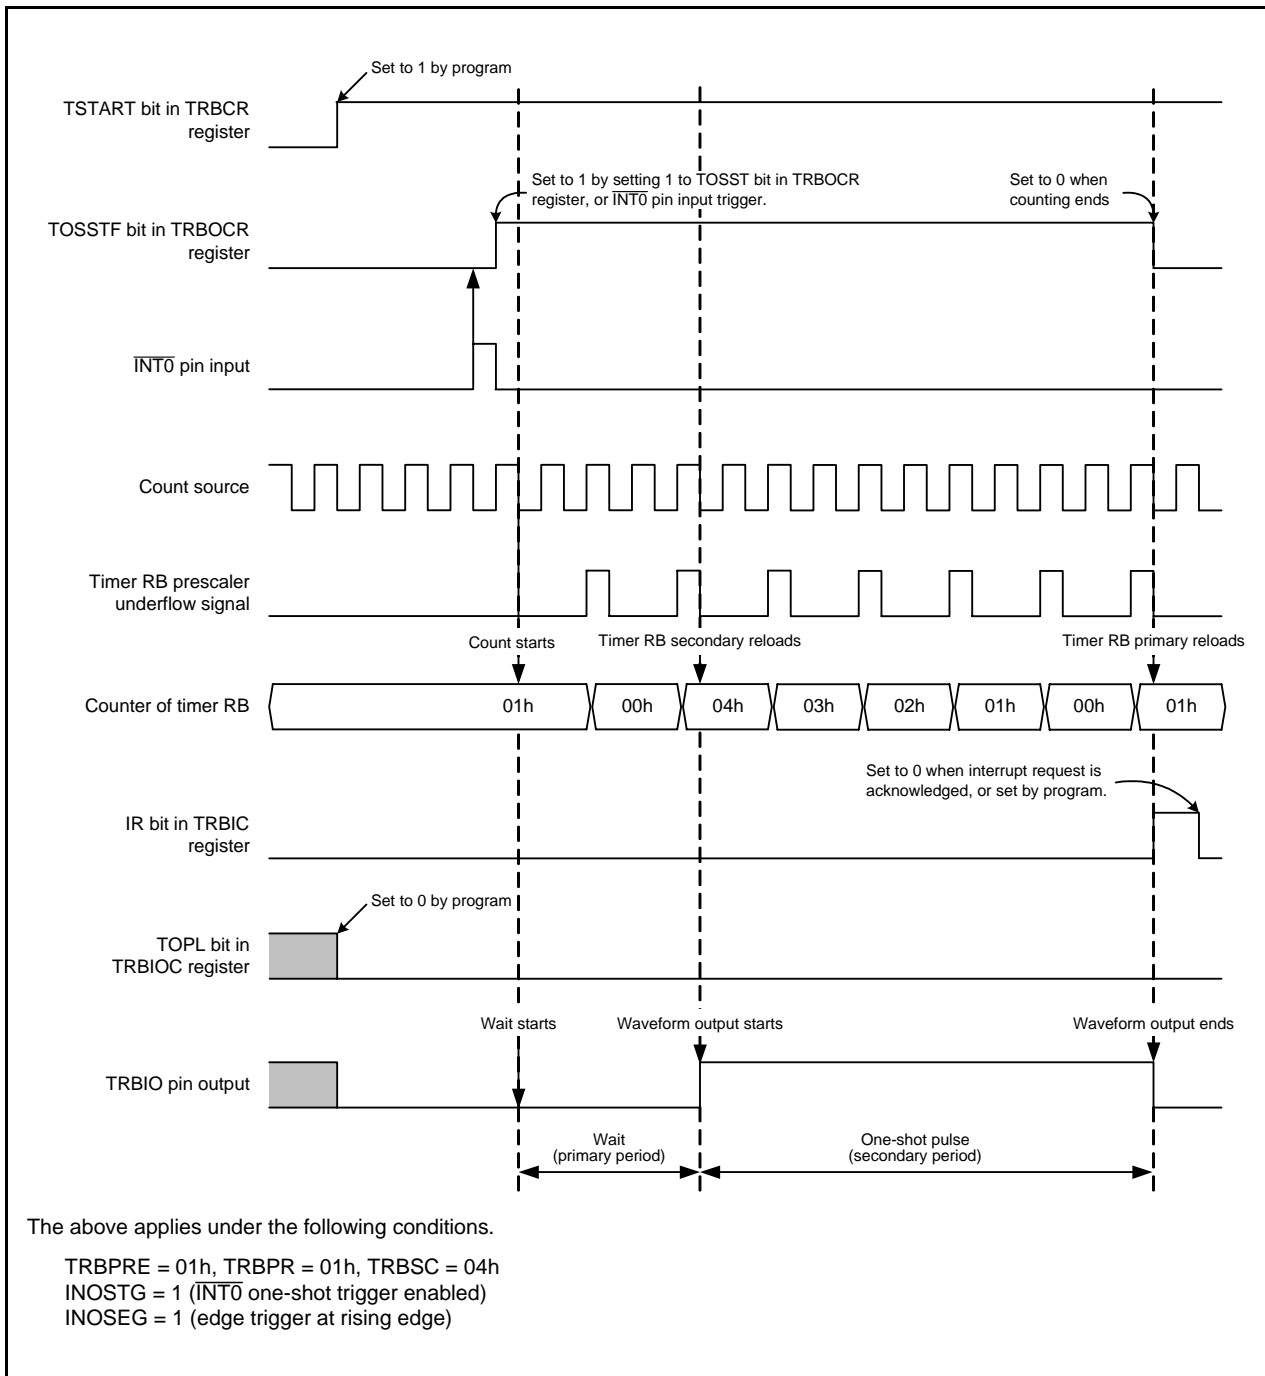 Set to 1 by program
TSTART bit in TRBCR
register
Set to 1 by setting 1 to TOSST bit in TRBOCR
register, or INT0 pin input trigger.
Set to 0 when
counting ends
TOSSTF bit in TRBOCR
register
INT0 pin input
Count source
Timer RB prescaler
underflow signal
Count starts
Timer RB secondary reloads
Timer RB primary reloads
Counter of timer RB
01h
00h
04h
03h
02h
01h
00h
01h
Set to 0 when interrupt request is
acknowledged, or set by program.
IR bit in TRBIC
register
Set to 0 by program
TOPL bit in
TRBIOC register
Wait starts
Waveform output starts
Waveform output ends
TRBIO pin output
Wait
(primary period)
One-shot pulse
(secondary period)
The above applies under the following conditions.
TRBPRE = 01h, TRBPR = 01h, TRBSC = 04h
INOSTG = 1 (INT0 one-shot trigger enabled)
INOSEG = 1 (edge trigger at rising edge)